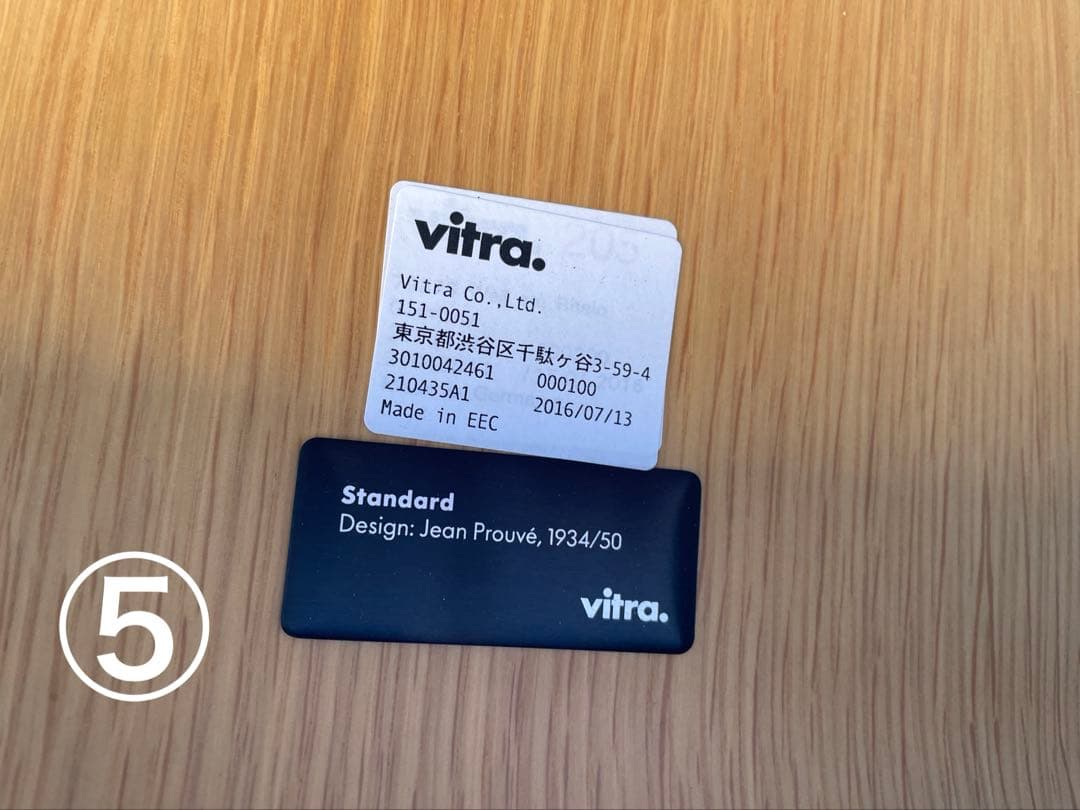 vitra.
Vitra Co.,Ltd.
151-0051
東京都渋谷区千駄ヶ谷3-59-4
3010042461 000100
210435A1 2016/07/13
Made in EEC
Standard
Design: Jean Prouvé, 1934/50
vitra.
⑤